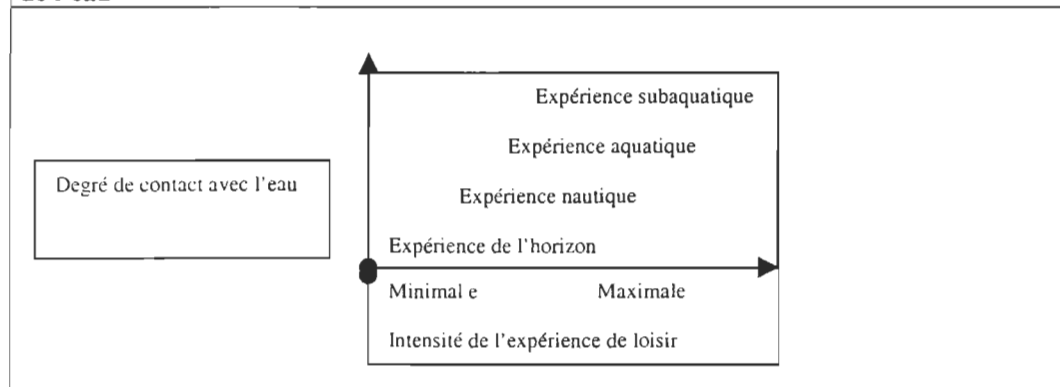 Expérience subaquatique
Expérience aquatique
Degré de contact avec l'eau
Expérience nautique
Expérience de l'horizon
Minimal e Maximale
Intensité de l'expérience de loisir